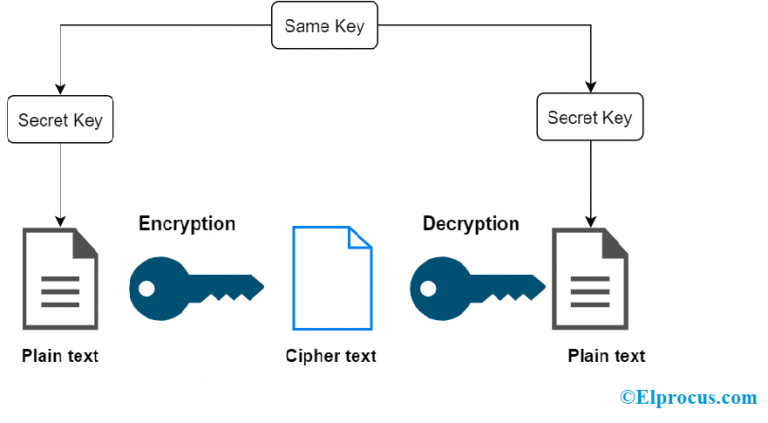 Same Key
Secret Key
Secret Key
Encryption
Decryption
Plain text
Cipher text
Plain text
©Elprocus.com